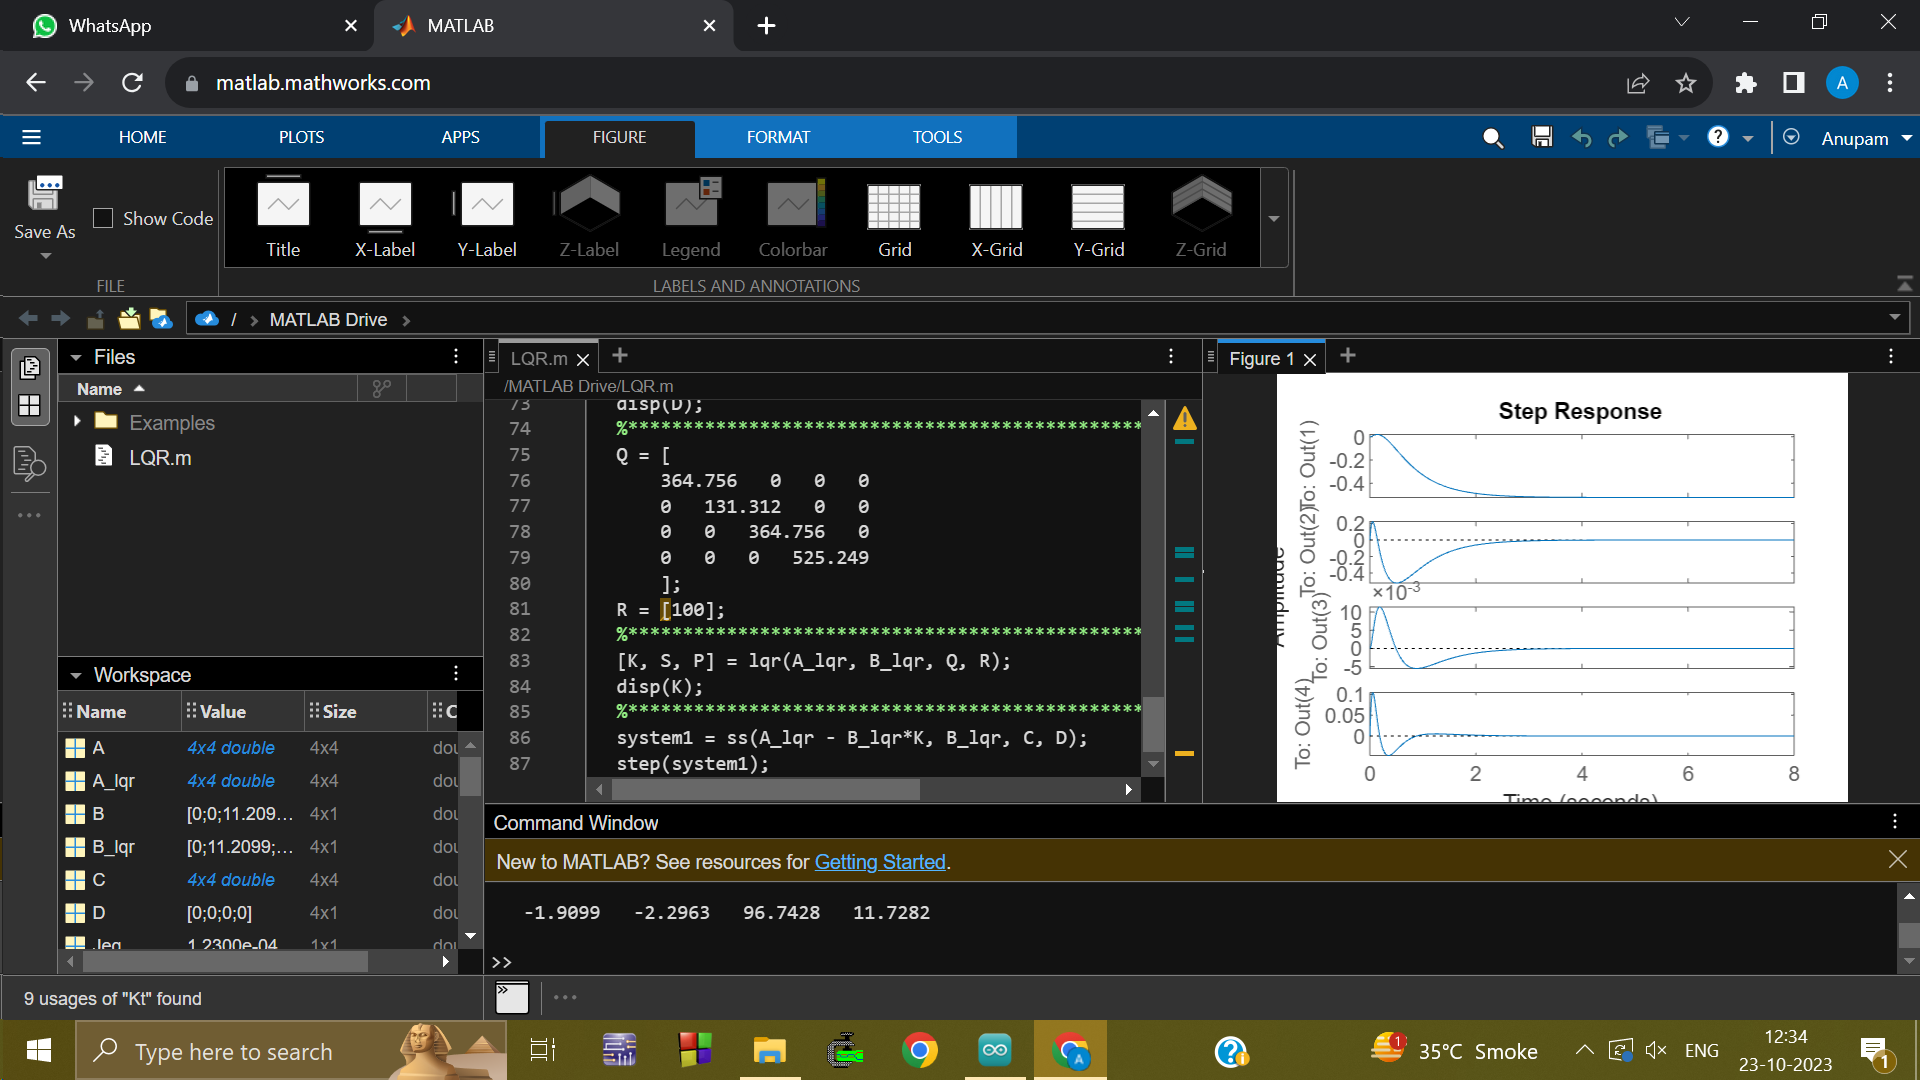 WhatsApp
MATLAB
matlab.mathworks.com
A
HOME PLOTS APPS FIGURE FORMAT TOOLS
? Anupam
Save As
Show Code
Title X-Label Y-Label Z-Label Legend Colorbar Grid X-Grid Y-Grid Z-Grid
FILE LABELS AND ANNOTATIONS
/ > MATLAB Drive >
Files
Name
Examples
LQR.m
LQR.m
/MATLAB Drive/LQR.m
73 disp(D);
74 %***********************************************
75 Q = [
76 364.756 0 0 0
77 0 131.312 0 0
78 0 0 364.756 0
79 0 0 0 525.249
80 ];
81 R = [100];
82 %***********************************************
83 [K, S, P] = lqr(A_lqr, B_lqr, Q, R);
84 disp(K);
85 %***********************************************
86 system1 = ss(A_lqr - B_lqr*K, B_lqr, C, D);
87 step(system1);
Figure 1
Step Response
To: Out(1)
0
-0.2
-0.4
To: Out(2)
0.2
0
-0.2
-0.4
×10-3
To: Out(3)
10
5
0
-5
To: Out(4)
0.1
0.05
0
0 2 4 6 8
Amplitude
Time (seconds)
Workspace
Name Value Size C
A 4x4 double 4x4 dou
A_lqr 4x4 double 4x4 dou
B [0;0;11.209... 4x1 dou
B_lqr [0;11.2099;... 4x1 dou
C 4x4 double 4x4 dou
D [0;0;0;0] 4x1 dou
Jeq 1.2300e-04 1x1 dou
Command Window
New to MATLAB? See resources for Getting Started.
-1.9099 -2.2963 96.7428 11.7282
>>
9 usages of "Kt" found
Type here to search
1
35°C Smoke
ENG
12:34
23-10-2023
1